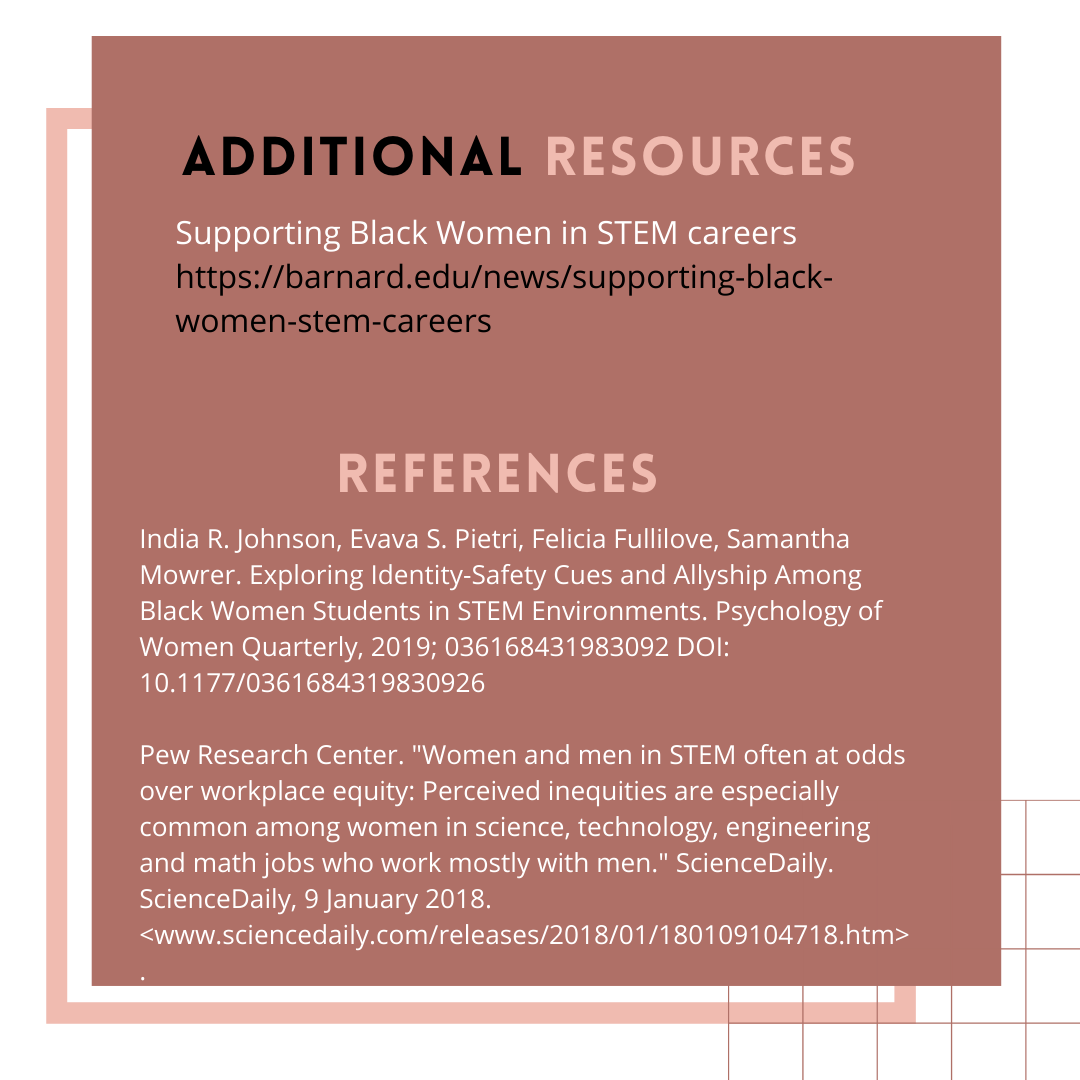 ADDITIONAL RESOURCES
Supporting Black Women in STEM careers
https://barnard.edu/news/supporting-black-
women-stem-careers
REFERENCES
India R. Johnson, Evava S. Pietri, Felicia Fullilove, Samantha
Mowrer. Exploring Identity-Safety Cues and Allyship Among
Black Women Students in STEM Environments. Psychology of
Women Quarterly, 2019; 036168431983092 DOI:
10.1177/0361684319830926
Pew Research Center. "Women and men in STEM often at odds
over workplace equity: Perceived inequities are especially
common among women in science, technology, engineering
and math jobs who work mostly with men." ScienceDaily.
ScienceDaily, 9 January 2018.
<www.sciencedaily.com/releases/2018/01/180109104718.htm>
.